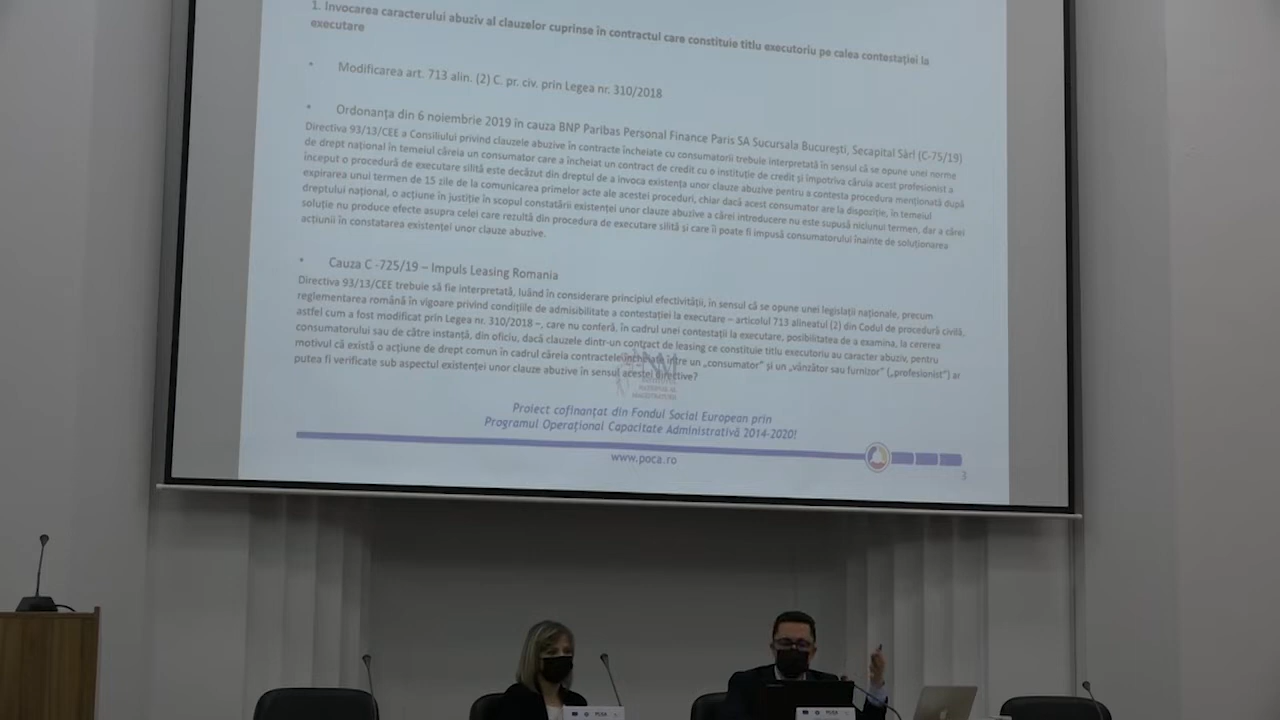 1. Invocarea caracterului abuziv al clauzelor cuprinse în contractul care constituie titlu executoriu pe calea contestației la
executare
• Modificarea art. 713 alin. (2) C. pr. civ. prin Legea nr. 310/2018
• Ordonanța din 6 noiembrie 2019 în cauza BNP Paribas Personal Finance Paris SA Sucursala București, Secapital Sàrl (C-75/19)
Directiva 93/13/CEE a Consiliului privind clauzele abuzive în contracte încheiate cu consumatorii trebuie interpretată în sensul că se opune unei norme
de drept național în temeiul căreia un consumator care a încheiat un contract de credit cu o instituție de credit și împotriva căruia acest profesionist a
început o procedură de executare silită este decăzut din dreptul de a invoca existența unor clauze abuzive pentru a contesta procedura menționată după
expirarea unui termen de 15 zile de la comunicarea primelor acte ale acestei proceduri, chiar dacă acest consumator are la dispoziție, în temeiul
dreptului național, o acțiune în justiție în scopul constatării existenței unor clauze abuzive a cărei introducere nu este supusă niciunui termen, dar a cărei
soluție nu produce efecte asupra celei care rezultă din procedura de executare silită și care îi poate fi impusă consumatorului înainte de soluționarea
acțiunii în constatarea existenței unor clauze abuzive.
• Cauza C -725/19 – Impuls Leasing Romania
Directiva 93/13/CEE trebuie să fie interpretată, luând în considerare principiul efectivității, în sensul că se opune unei legislații naționale, precum
reglementarea română în vigoare privind condițiile de admisibilitate a contestației la executare – articolul 713 alineatul (2) din Codul de procedură civilă,
astfel cum a fost modificat prin Legea nr. 310/2018 –, care nu conferă, în cadrul unei contestații la executare, posibilitatea de a examina, la cererea
consumatorului sau de către instanță, din oficiu, dacă clauzele dintr-un contract de leasing ce constituie titlu executoriu au caracter abuziv, pentru
motivul că există o acțiune de drept comun în cadrul căreia contractele încheiate între un „consumator” și un „vânzător sau furnizor” („profesionist”) ar
putea fi verificate sub aspectul existenței unor clauze abuzive în sensul acestei directive?
INSTITUTUL
NAȚIONAL AL
MAGISTRATURII
Proiect cofinanțat din Fondul Social European prin
Programul Operațional Capacitate Administrativă 2014-2020!
www.poca.ro
3